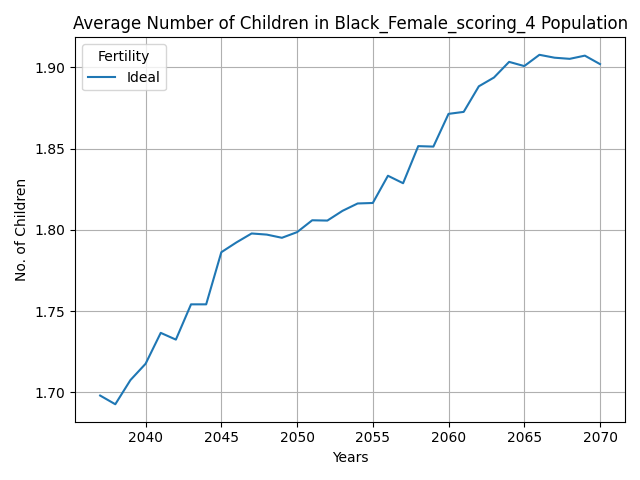 Average Number of Children in Black_Female_scoring_4 Population
Fertility
Ideal
No. of Children
1.90
1.85
1.80
1.75
1.70
2040 2045 2050 2055 2060 2065 2070
Years